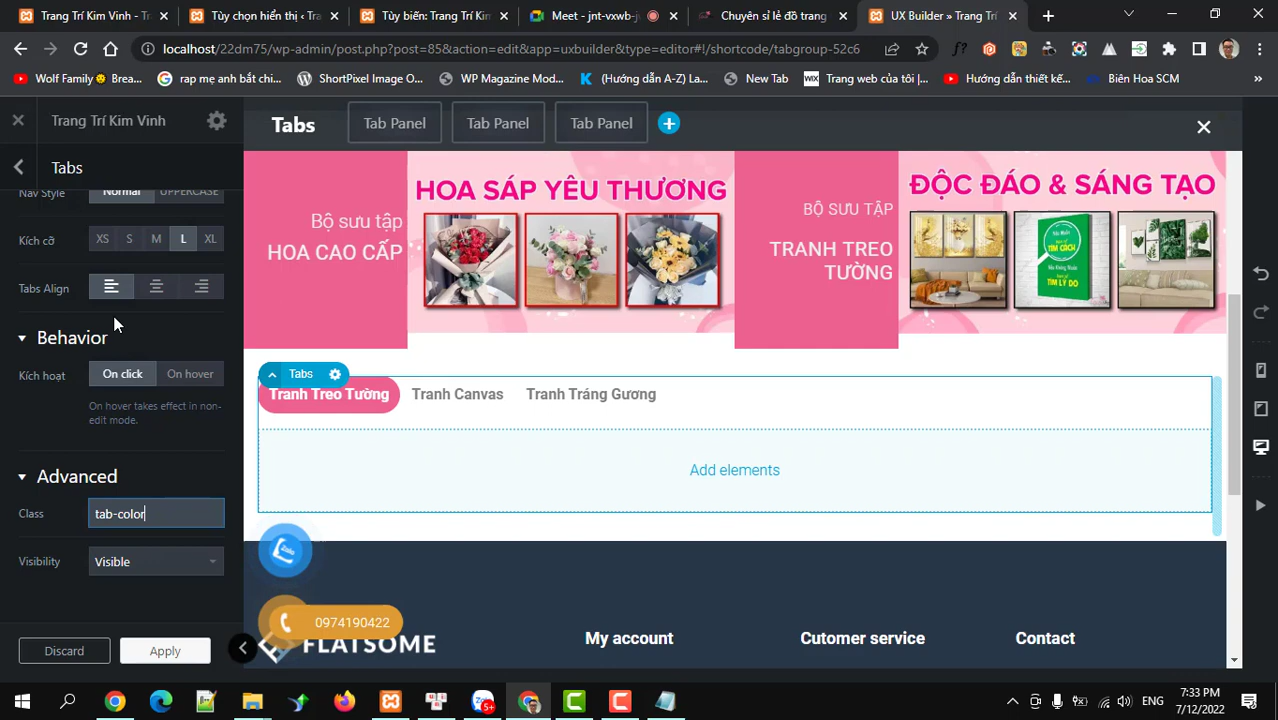 Trang Trí Kim Vinh - T
Tùy chọn hiển thị ‹ Tra
Tùy biến: Trang Trí Kim
Meet - jnt-vxwb-j
Chuyên sỉ lẻ đồ trang
UX Builder » Trang Trí
localhost/22dm75/wp-admin/post.php?post=85&action=edit&app=uxbuilder&type=editor#!/shortcode/tabgroup-52c6
Wolf Family Brea...
rap mẹ anh bắt chi...
ShortPixel Image O...
WP Magazine Mod...
(Hướng dẫn A-Z) La...
New Tab
Trang web của tôi |...
Hướng dẫn thiết kế...
Biên Hoa SCM
»
Trang Trí Kim Vinh
Tabs
Tab Panel
Tab Panel
Tab Panel
Tabs
Nav Style
Normal
UPPERCASE
Kích cỡ
XS
S
M
L
XL
Tabs Align
Behavior
Kích hoạt
On click
On hover
On hover takes effect in non-
edit mode.
Advanced
Class
tab-color
Visibility
Visible
Discard
Apply
Bộ sưu tập
HOA CAO CẤP
HOA SÁP YÊU THƯƠNG
BỘ SƯU TẬP
TRANH TREO
TƯỜNG
ĐỘC ĐÁO & SÁNG TẠO
TÌM CÁCH
TÌM LÝ DO
Tabs
Tranh Treo Tường
Tranh Canvas
Tranh Tráng Gương
Add elements
Zalo
0974190422
FLATSOME
My account
Cutomer service
Contact
5+
ENG
7:33 PM
7/12/2022